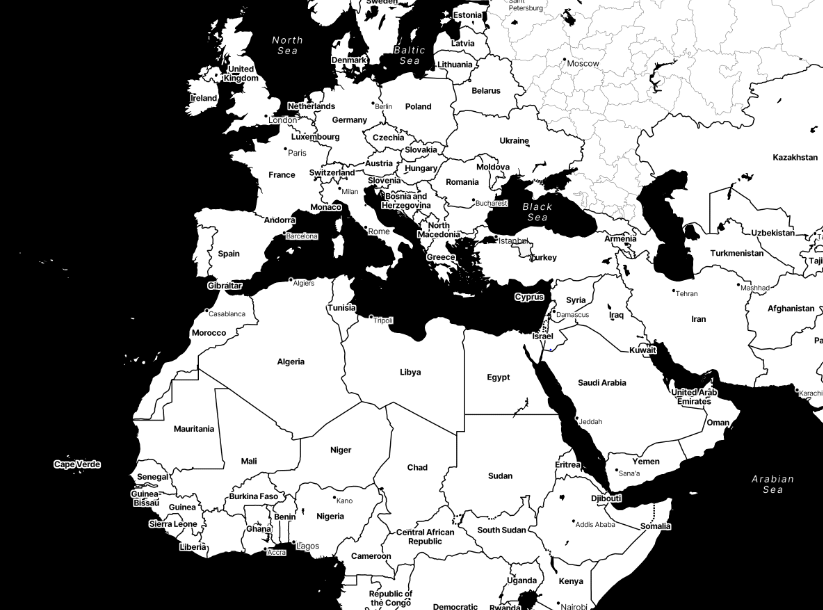 Sweden
Saint
Petersburg
Estonia
North
Sea
Latvia
Baltic
Sea
Denmark
Lithuania
Moscow
United
Kingdom
Ireland
Belarus
Netherlands
Berlin
Poland
London
Germany
Luxembourg
Czechia
Ukraine
Kazakhstan
Paris
Slovakia
Austria
Hungary
Moldova
France
Switzerland
Slovenia
Romania
Milan
Bosnia and
Herzegovina
Bucharest
Monaco
Black
Sea
Andorra
North
Macedonia
Rome
Barcelona
Istanbul
Armenia
Uzbekistan
Spain
Greece
Turkey
Turkmenistan
Taji
Gibraltar
Algiers
Tehran
Mashhad
Cyprus
Syria
Tunisia
Casablanca
Tripoli
Damascus
Iraq
Iran
Afghanistan
Morocco
Israel
Pa
Kuwait
Algeria
Libya
Egypt
Saudi Arabia
United Arab
Emirates
Karachi
Jeddah
Oman
Mauritania
Niger
Mali
Chad
Cape Verde
Eritrea
Yemen
Sana'a
Senegal
Sudan
Arabian
Sea
Guinea-
Bissau
Burkina Faso
Kano
Djibouti
Guinea
Benin
Nigeria
Sierra Leone
Ghana
Addis Ababa
Somalia
South Sudan
Central African
Republic
Liberia
Accra
Lagos
Cameroon
Uganda
Kenya
Republic of
the Congo
Democratic
Rwanda
Nairobi